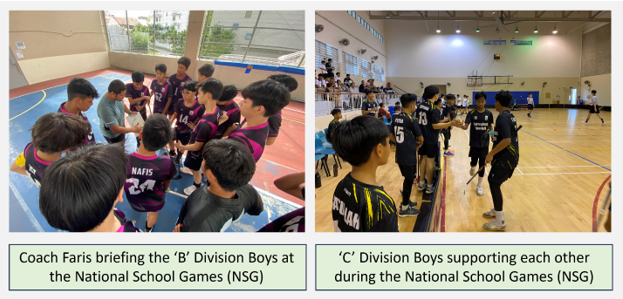 NAFIS
24
15
13
Coach Faris briefing the ‘B’ Division Boys at
the National School Games (NSG)
‘C’ Division Boys supporting each other
during the National School Games (NSG)